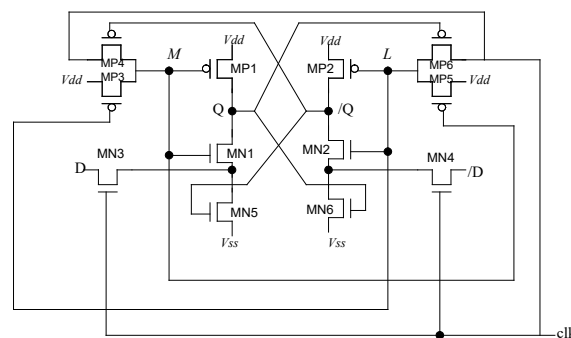 Vdd Vdd
M L
MP4 MP1 MP2 MP6
MP3 MP5
Vdd Vdd
Q /Q
MN3 MN1 MN2 MN4
D /D
MN5 MN6
Vss Vss
clk